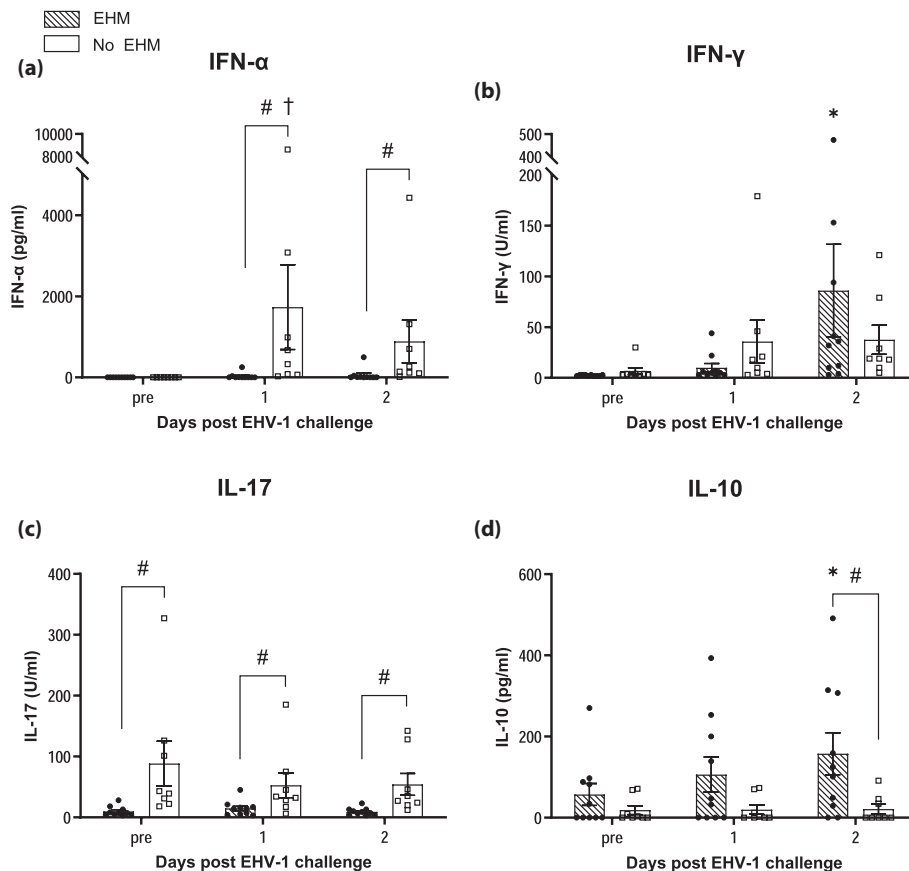 EHM
No EHM
(a)
IFN-α
# †
#
10000
8000
4000
2000
0
IFN-α (pg/ml)
pre
1
2
Days post EHV-1 challenge
(b)
IFN-γ
*
500
400
200
150
100
50
0
IFN-γ (U/ml)
pre
1
2
Days post EHV-1 challenge
(c)
IL-17
#
#
#
400
300
200
100
0
IL-17 (U/ml)
pre
1
2
Days post EHV-1 challenge
(d)
IL-10
* #
600
400
200
0
IL-10 (pg/ml)
pre
1
2
Days post EHV-1 challenge